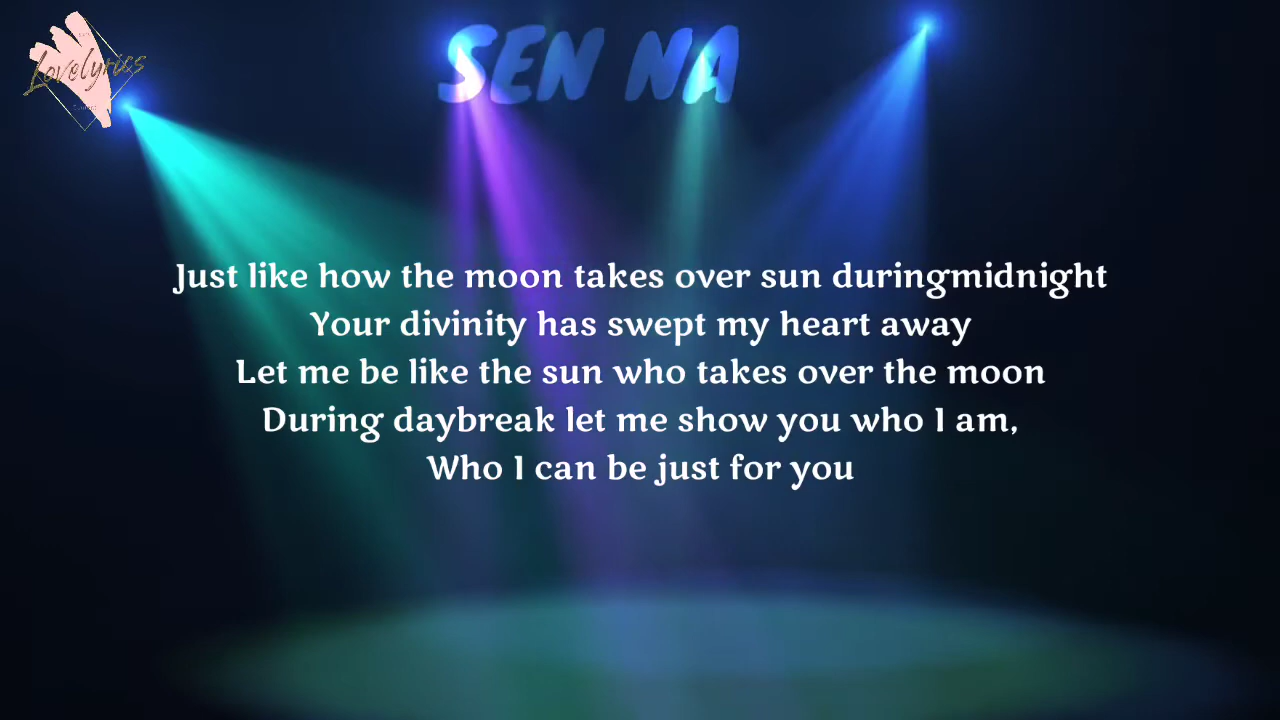 Lovelyrics
SEN NA
Just like how the moon takes over sun duringmidnight
Your divinity has swept my heart away
Let me be like the sun who takes over the moon
During daybreak let me show you who I am,
Who I can be just for you